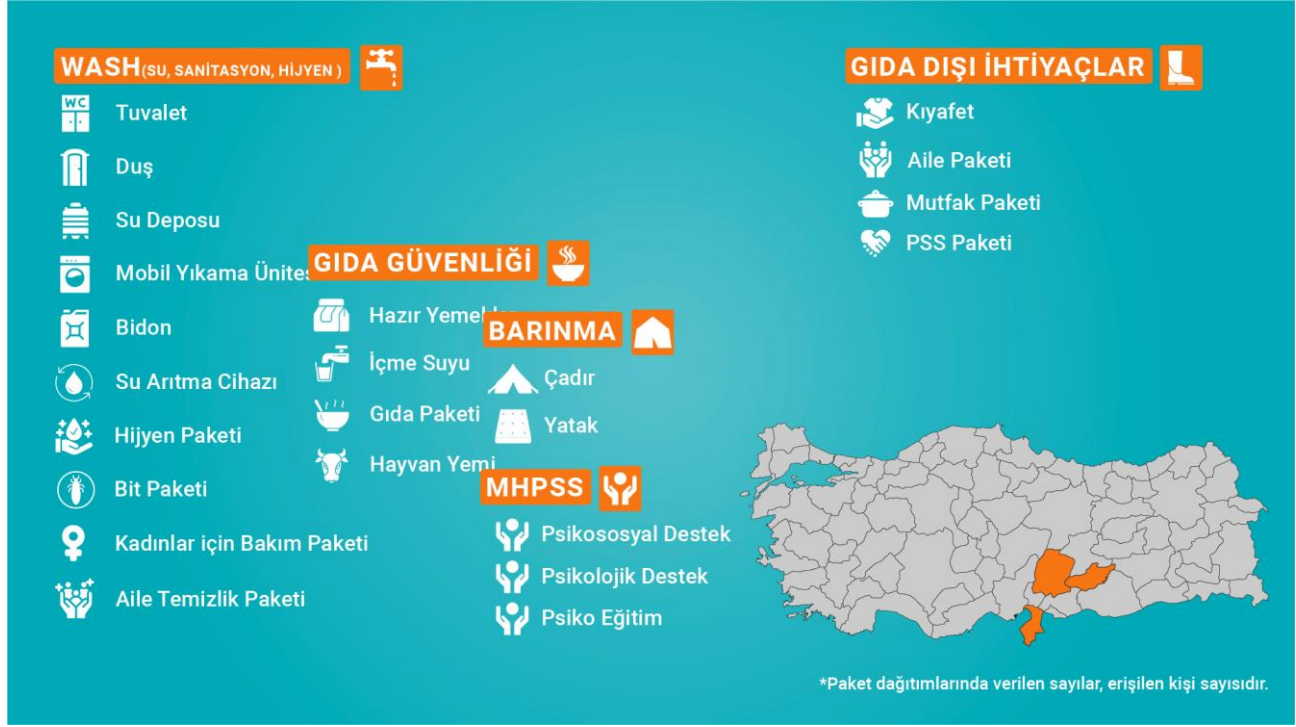 WASH(SU, SANİTASYON, HİJYEN )
WC
Tuvalet
Duş
Su Deposu
Mobil Yıkama Ünites
Bidon
Su Arıtma Cihazı
Hijyen Paketi
Bit Paketi
Kadınlar için Bakım Paketi
Aile Temizlik Paketi
GIDA GÜVENLİĞİ
Hazır Yemekler
İçme Suyu
Gıda Paketi
Hayvan Yemi
BARINMA
Çadır
Yatak
MHPSS
Psikososyal Destek
Psikolojik Destek
Psiko Eğitim
GIDA DIŞI İHTİYAÇLAR
Kıyafet
Aile Paketi
Mutfak Paketi
PSS Paketi
*Paket dağıtımlarında verilen sayılar, erişilen kişi sayısıdır.